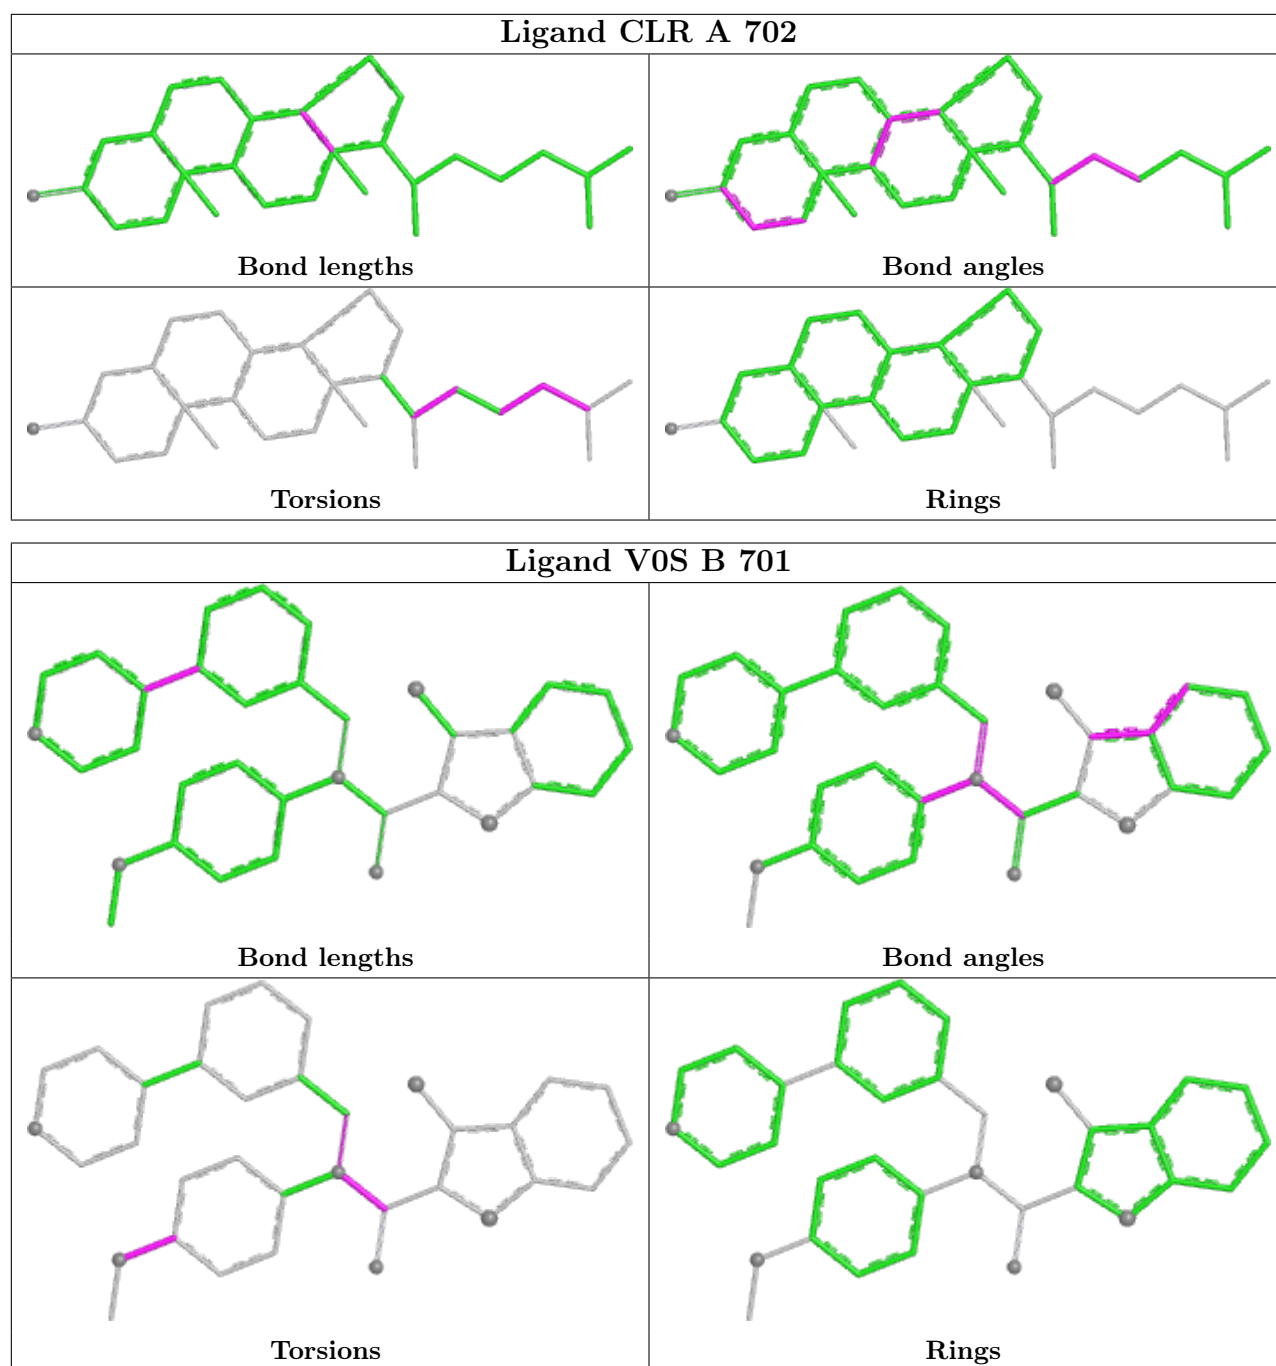 Ligand CLR A 702
Bond lengths
Bond angles
Torsions
Rings
Ligand V0S B 701
Bond lengths
Bond angles
Torsions
Rings